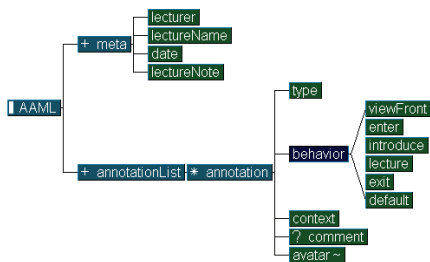 AAML
+ meta
lecturer
lectureName
date
lectureNote
+ annotationList
* annotation
type
behavior
viewFront
enter
introduce
lecture
exit
default
context
? comment
avatar ~